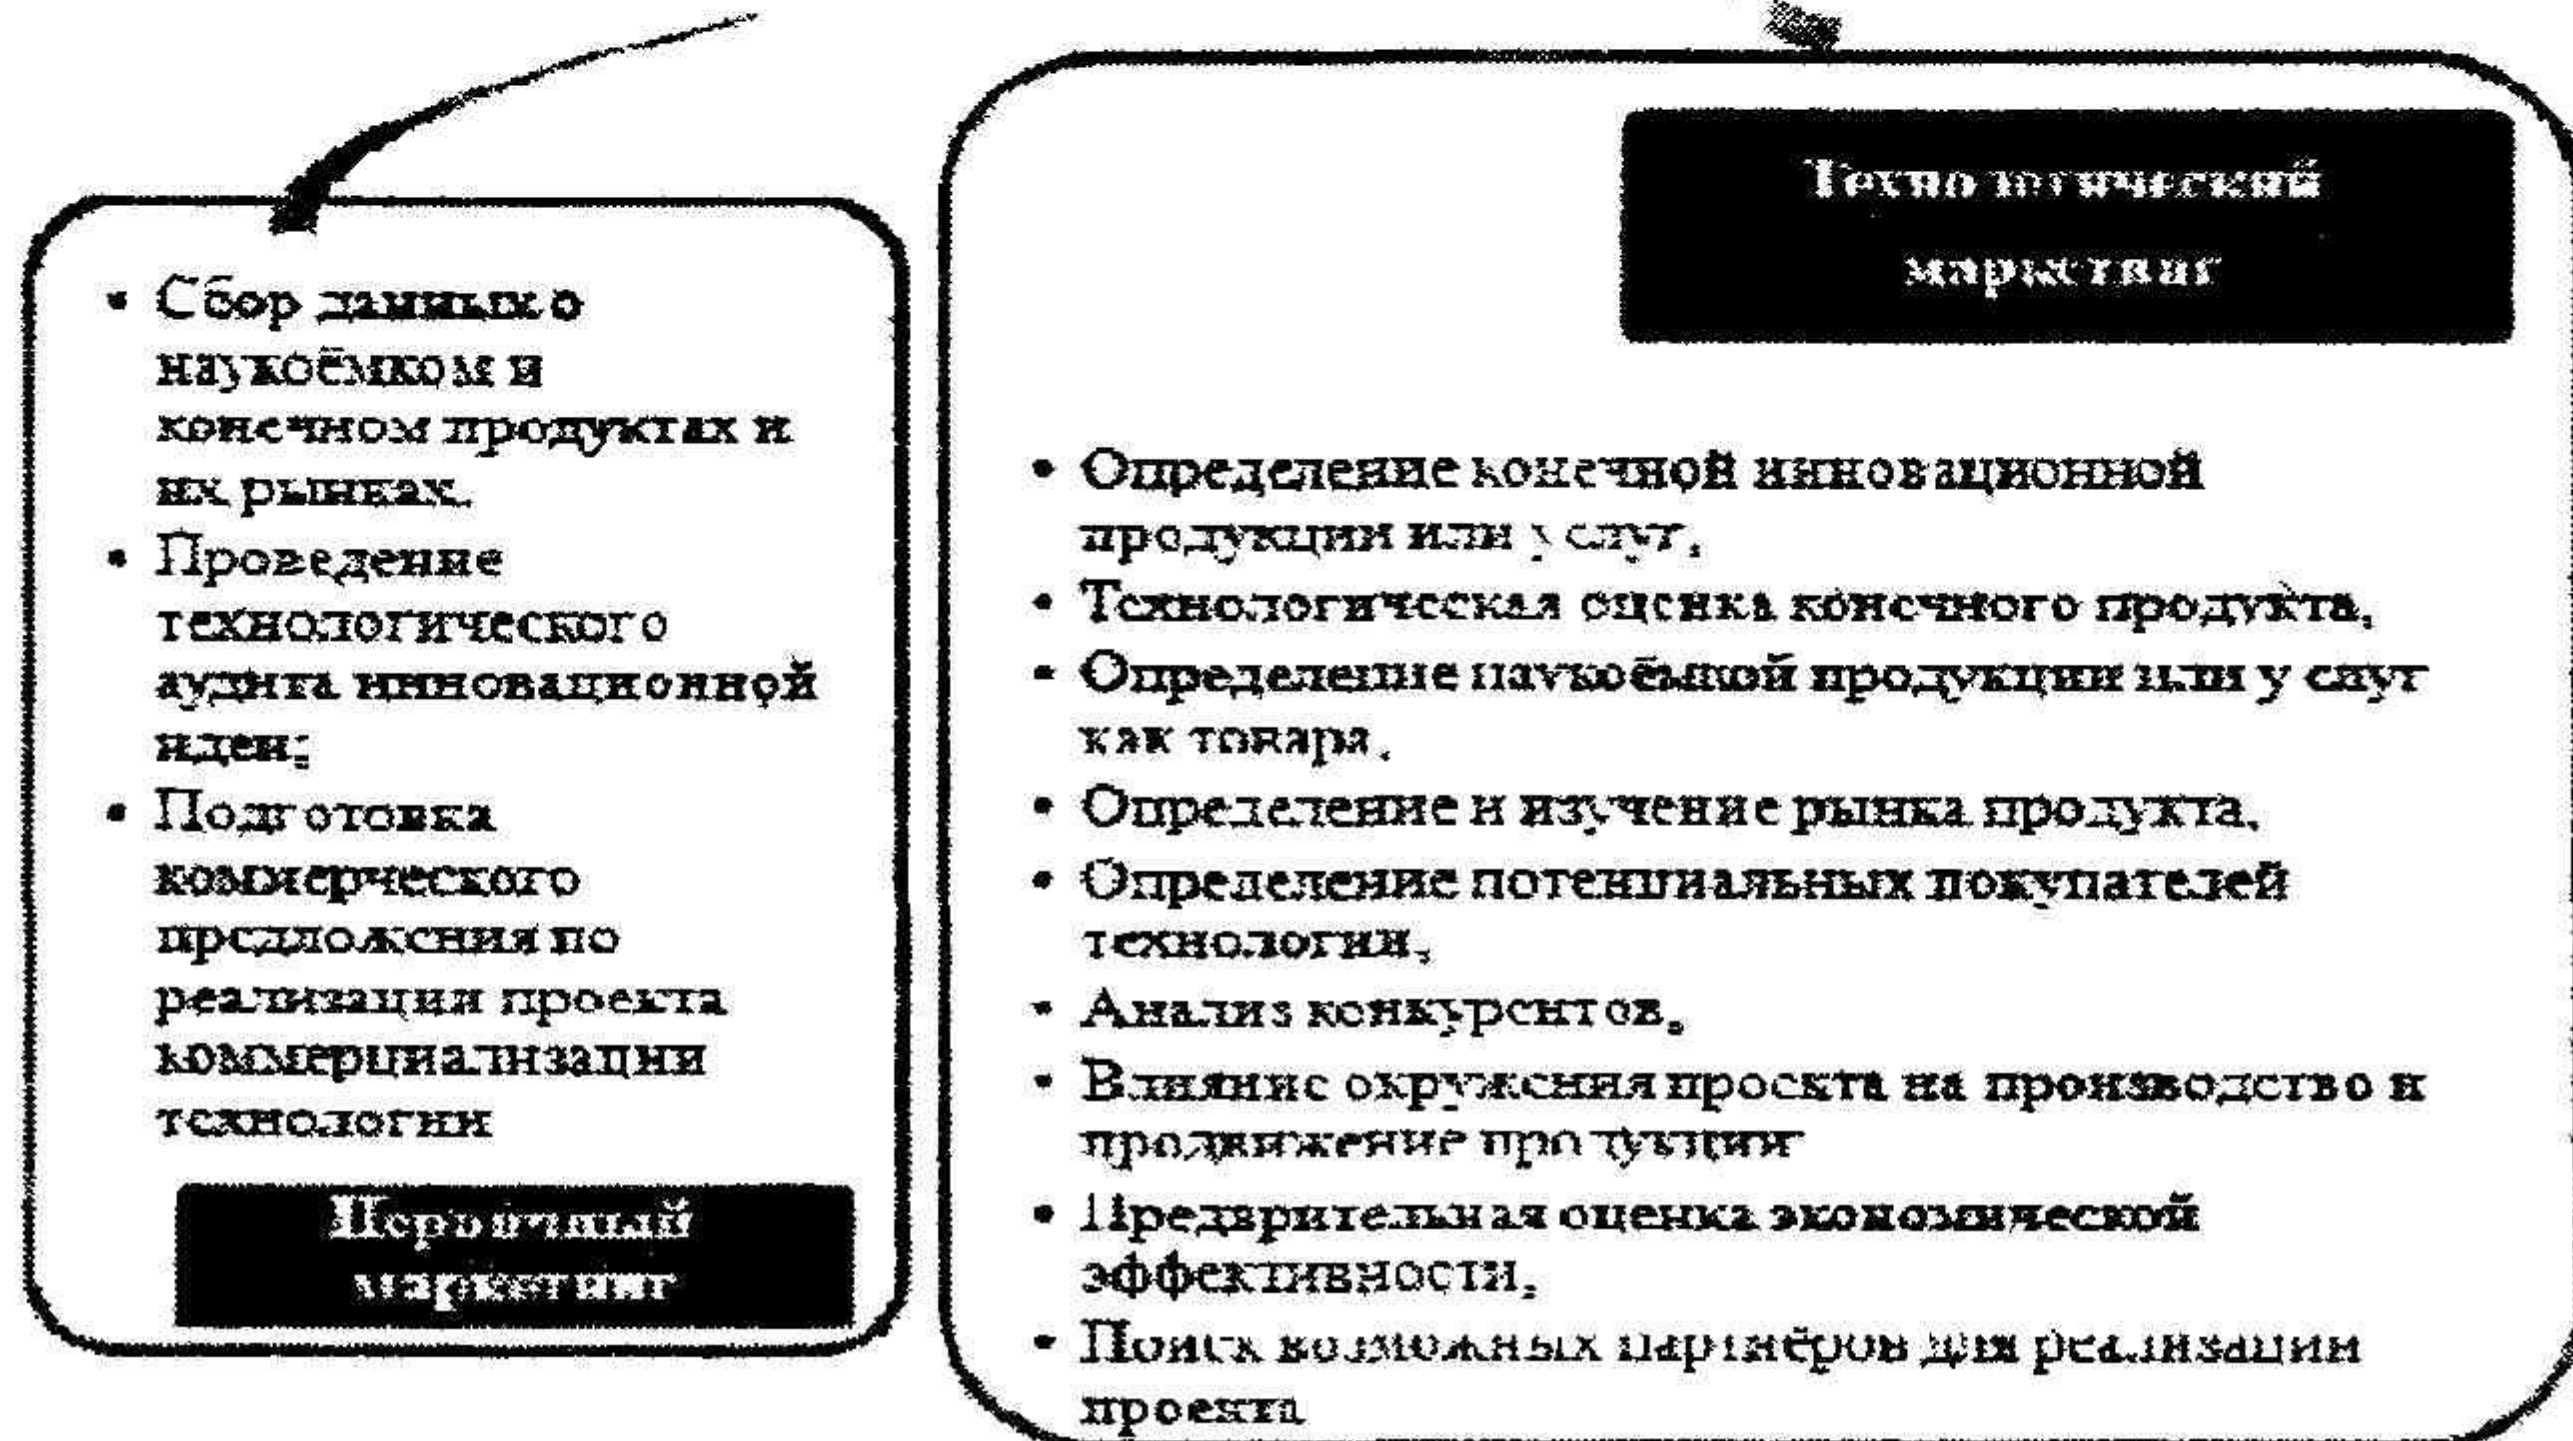 Сбор данных о
наукоёмком и
конечном продуктах и
их рынках.
Проведение
технологического
аудита инновационной
идеи;
Подготовка
коммерческого
предложения по
реализации проекта
коммерциализации
технологии
Первичный
маркетинг
Технологический
маркетинг
Определение конечной инновационной
продукции или услуг,
Технологическая оценка конечного продукта,
Определение наукоёмкой продукции или услуг
как товара,
Определение и изучение рынка продукта,
Определение потенциальных покупателей
технологии,
Анализ конкурентов,
Влияние окружения проекта на производство и
продвижение продукции
Предварительная оценка экономической
эффективности,
Поиск возможных партнёров для реализации
проекта